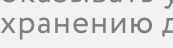 оказывать у
хранению д